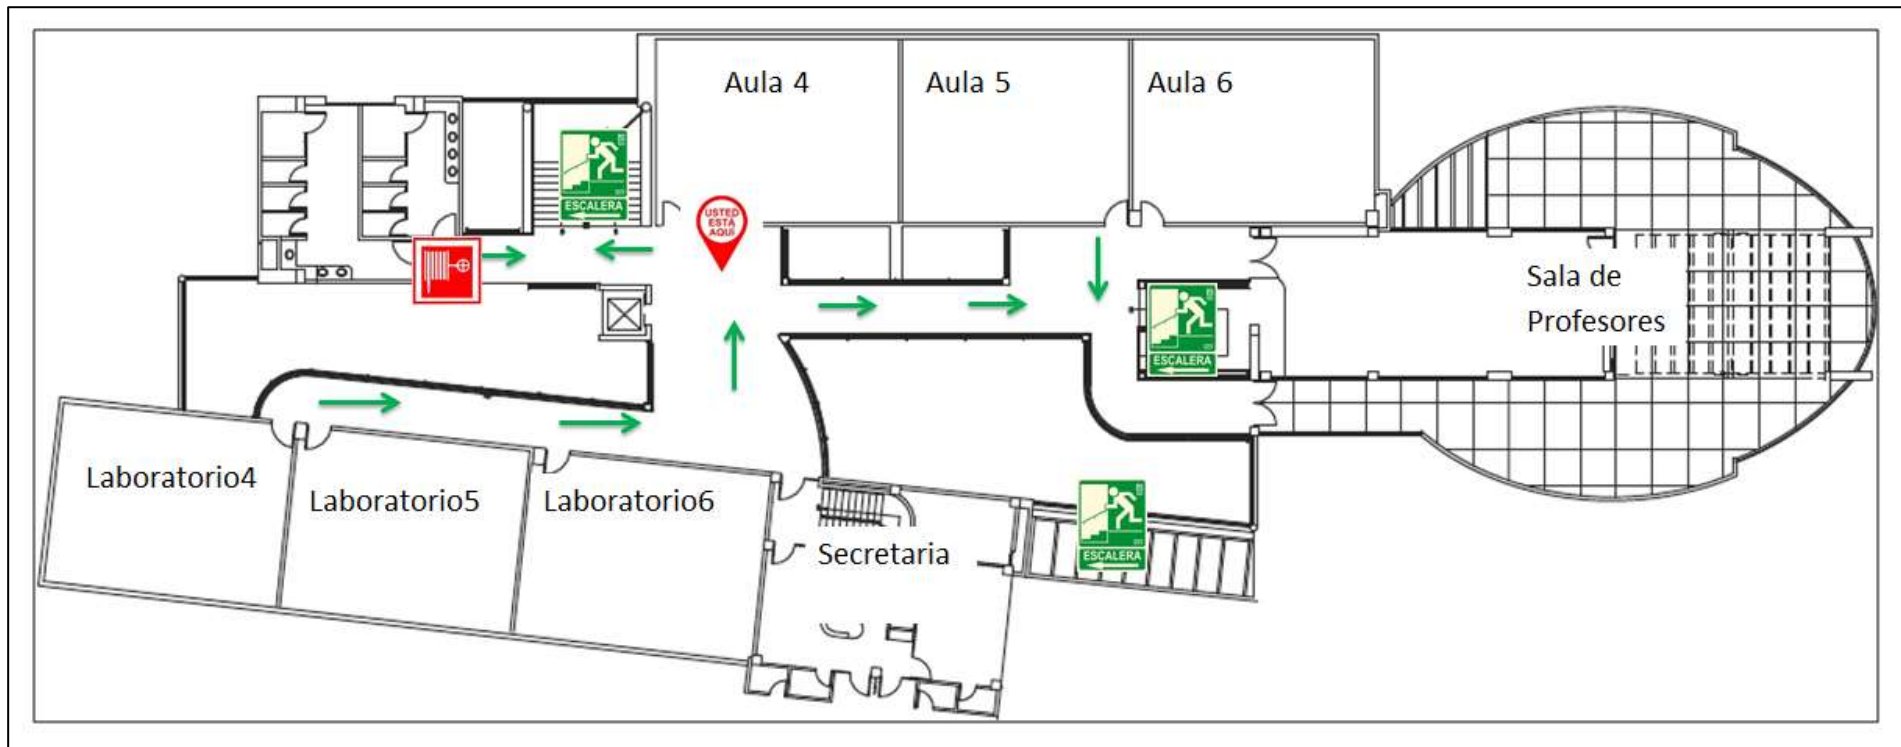 Aula 4
Aula 5
Aula 6
ESCALERA
USTED
ESTÁ
AQUÍ
Sala de
Profesores
ESCALERA
Laboratorio4
Laboratorio5
Laboratorio6
Secretaria
ESCALERA